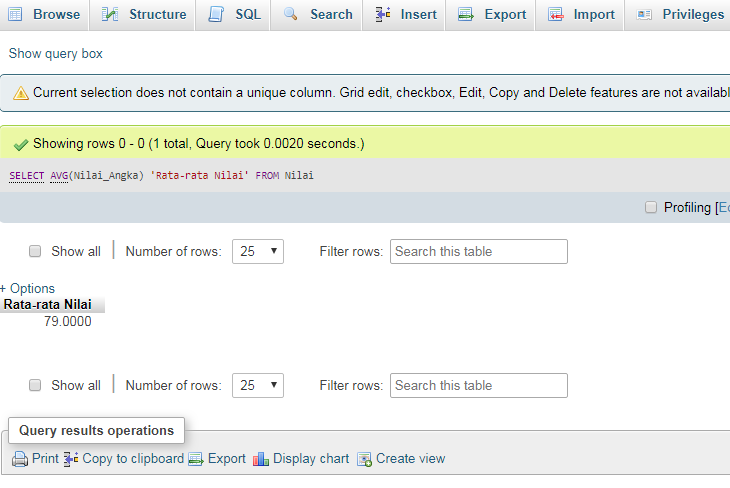 Browse Structure SQL Search Insert Export Import Privileges
Show query box
Current selection does not contain a unique column. Grid edit, checkbox, Edit, Copy and Delete features are not availabl
Showing rows 0 - 0 (1 total, Query took 0.0020 seconds.)
SELECT AVG(Nilai_Angka) 'Rata-rata Nilai' FROM Nilai
Profiling [Ed
Show all Number of rows: 25 Filter rows: Search this table
+ Options
Rata-rata Nilai
79.0000
Show all Number of rows: 25 Filter rows: Search this table
Query results operations
Print Copy to clipboard Export Display chart Create view